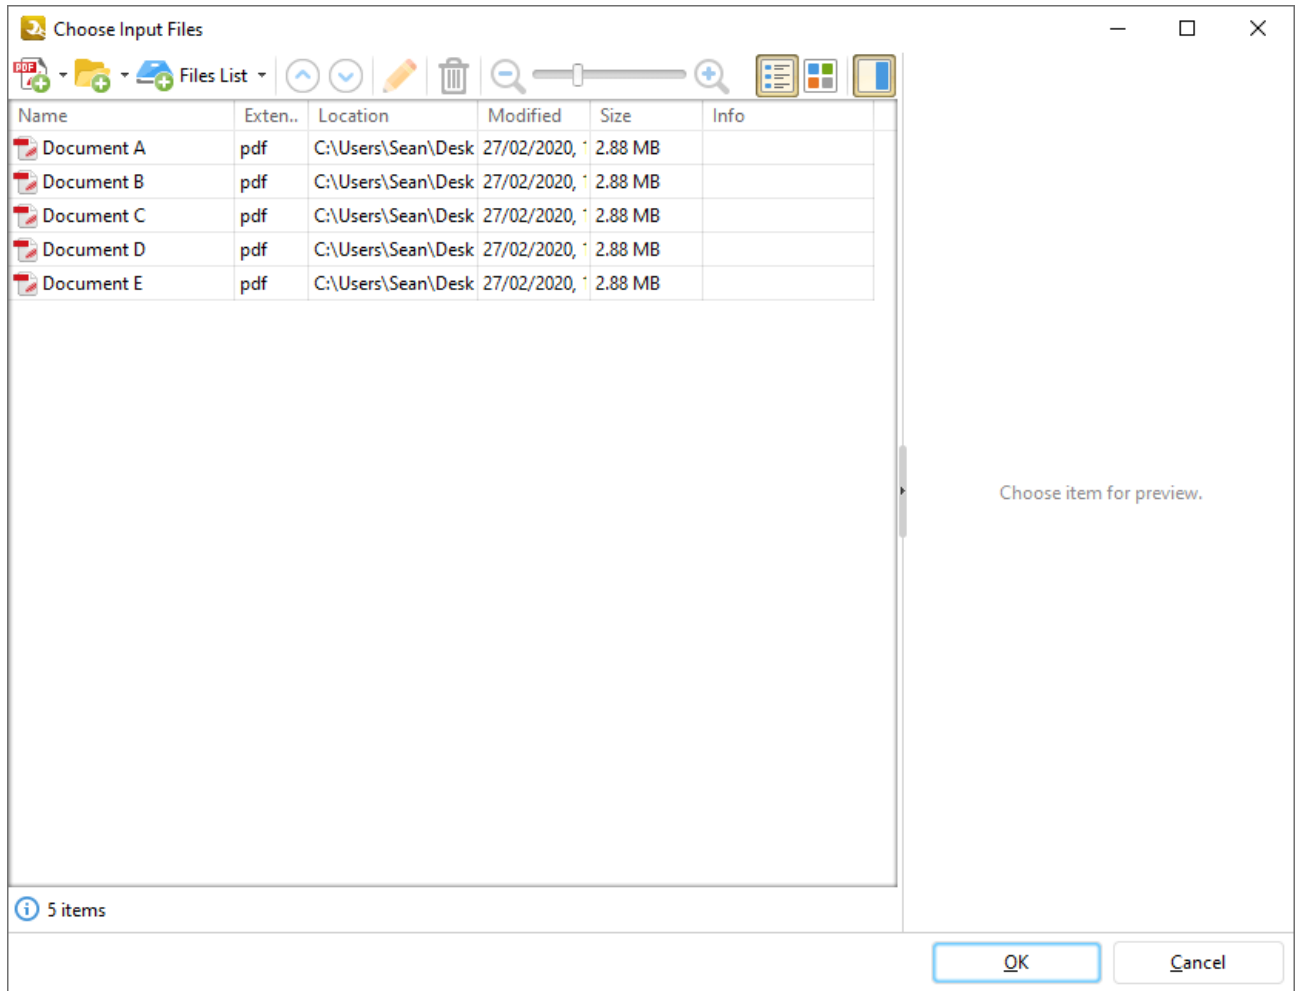 Choose Input Files
PDF Files List
Name Exten.. Location Modified Size Info
Document A pdf C:\Users\Sean\Desk 27/02/2020, 2.88 MB
Document B pdf C:\Users\Sean\Desk 27/02/2020, 2.88 MB
Document C pdf C:\Users\Sean\Desk 27/02/2020, 2.88 MB
Document D pdf C:\Users\Sean\Desk 27/02/2020, 2.88 MB
Document E pdf C:\Users\Sean\Desk 27/02/2020, 2.88 MB
Choose item for preview.
5 items
OK Cancel